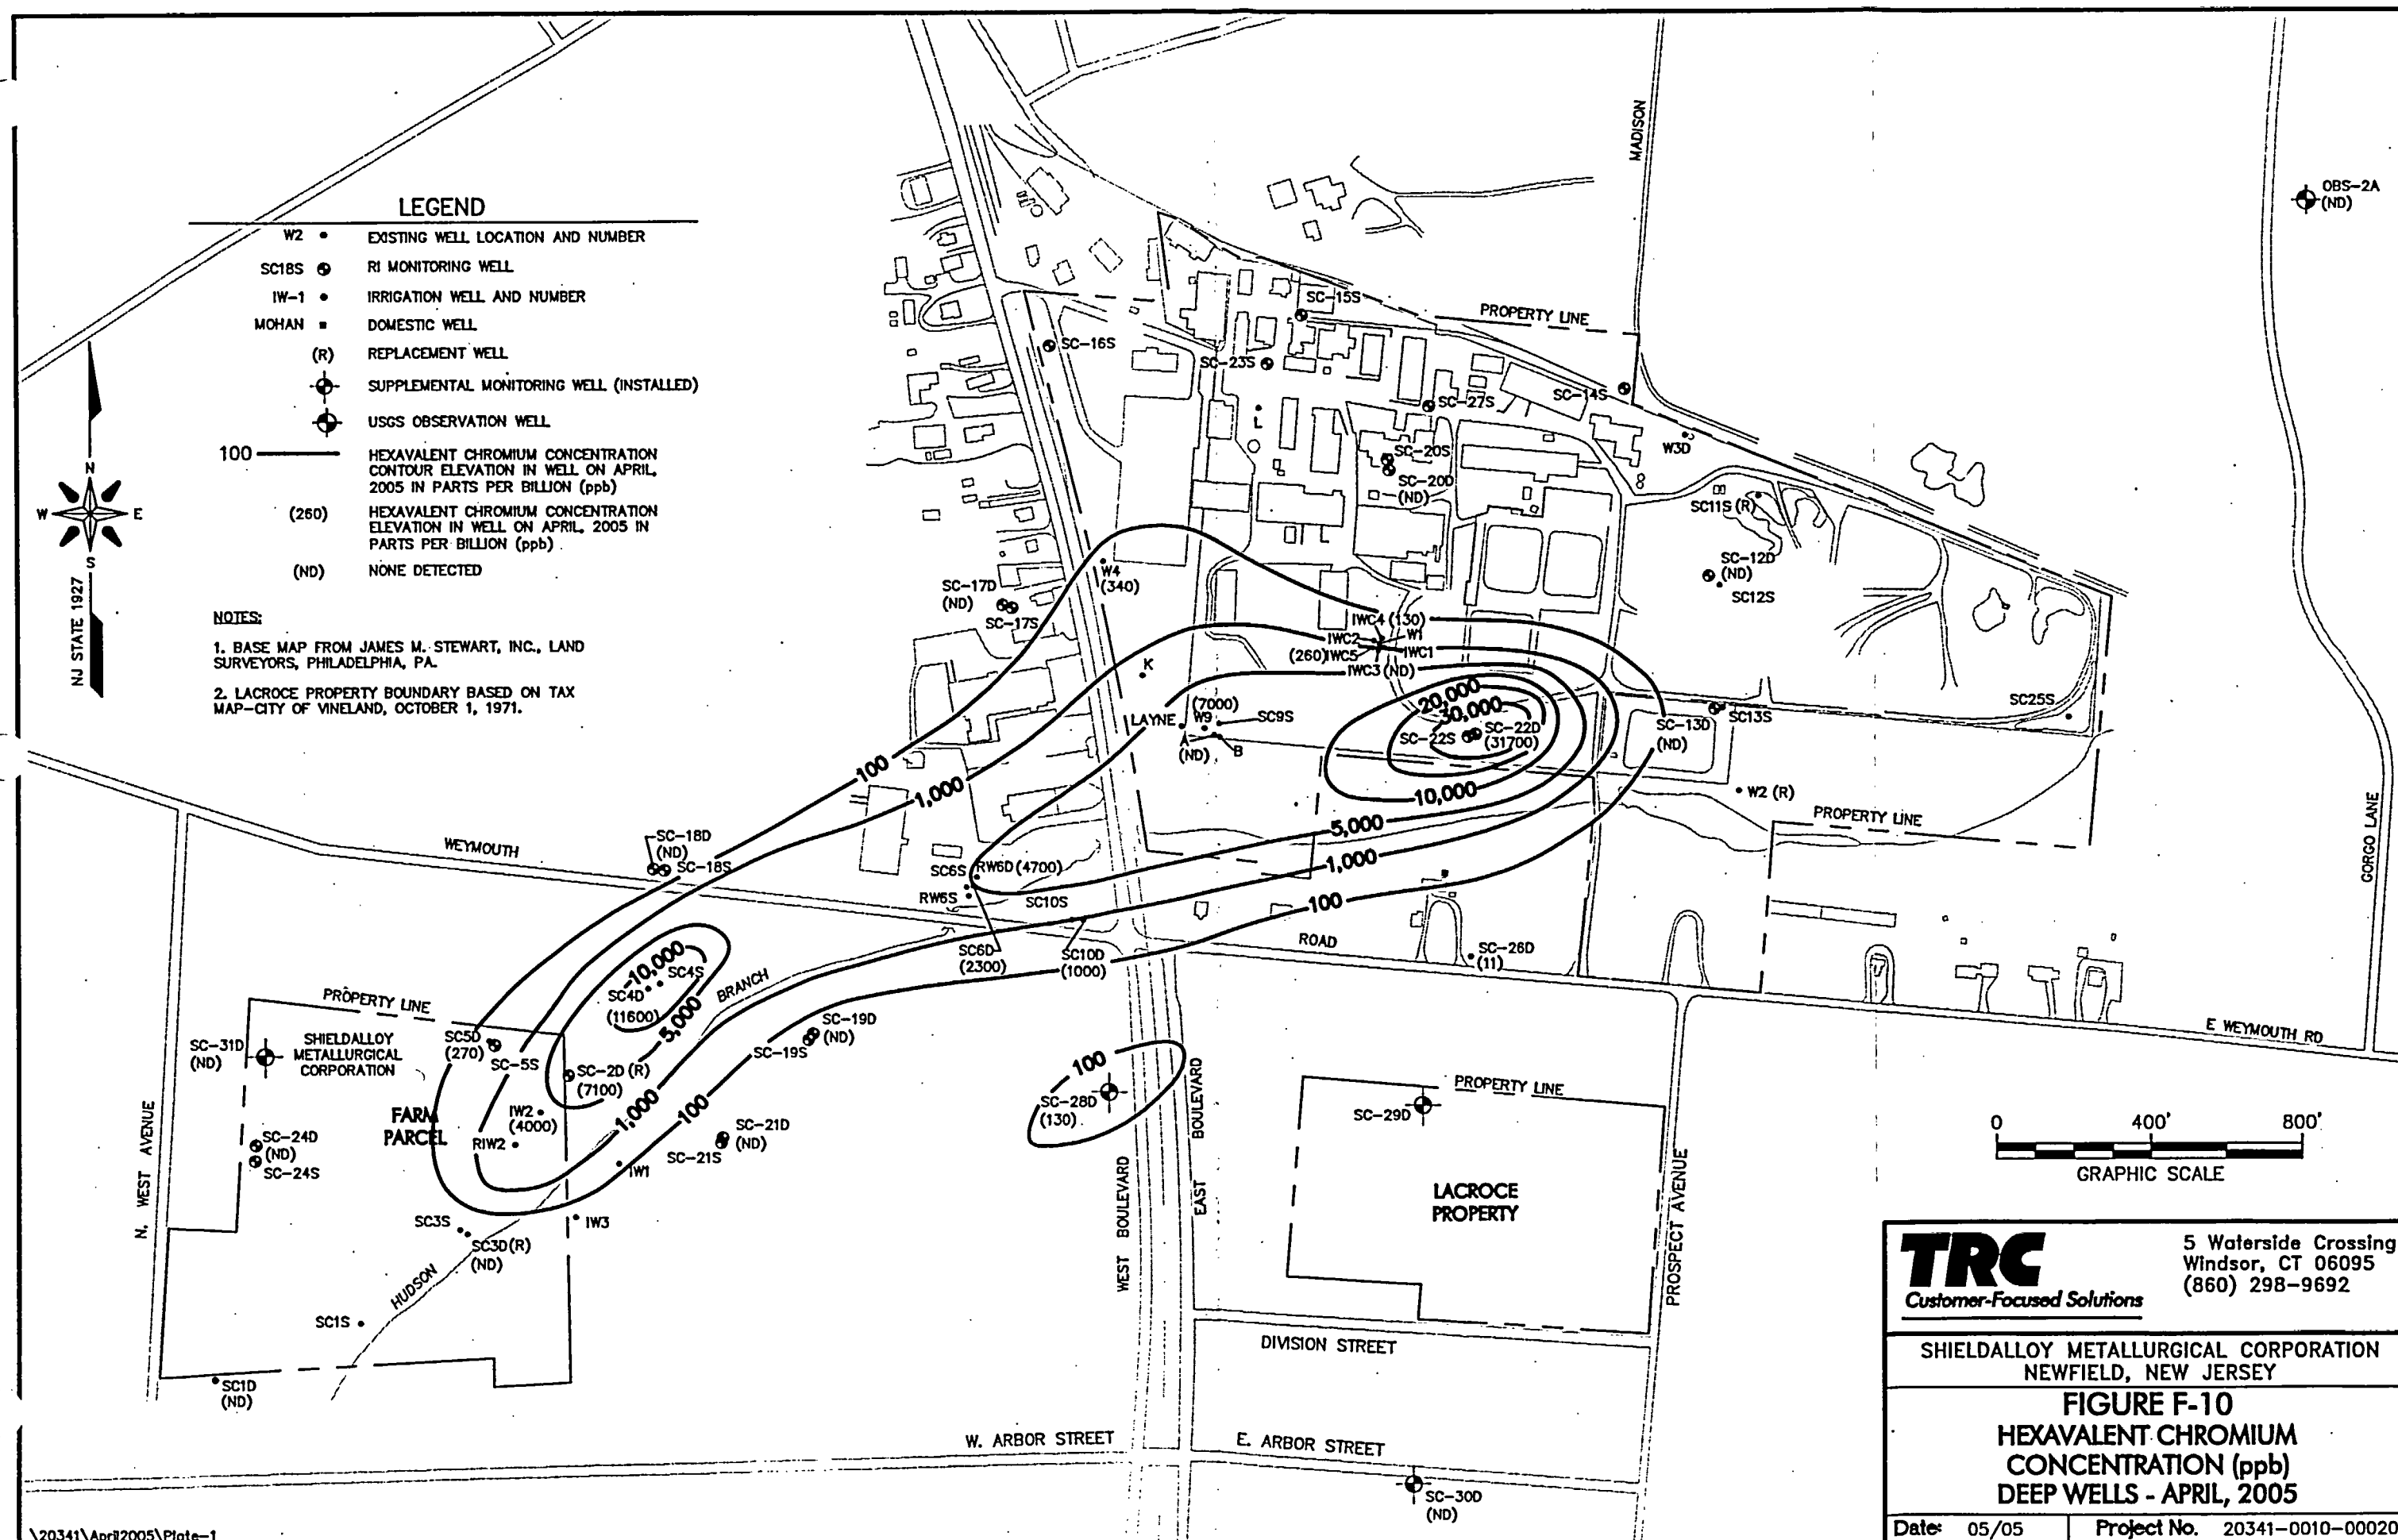 LEGEND
W2
EXISTING WELL LOCATION AND NUMBER
SC18S
RI MONITORING WELL
IW-1
IRRIGATION WELL AND NUMBER
MOHAN
DOMESTIC WELL
(R)
REPLACEMENT WELL
SUPPLEMENTAL MONITORING WELL (INSTALLED)
USGS OBSERVATION WELL
100
HEXAVALENT CHROMIUM CONCENTRATION
CONTOUR ELEVATION IN WELL ON APRIL,
2005 IN PARTS PER BILLION (ppb)
(260)
HEXAVALENT CHROMIUM CONCENTRATION
ELEVATION IN WELL ON APRIL, 2005 IN
PARTS PER BILLION (ppb)
(ND)
NONE DETECTED
NOTES:
1. BASE MAP FROM JAMES M. STEWART, INC., LAND
SURVEYORS, PHILADELPHIA, PA.
2. LACROCE PROPERTY BOUNDARY BASED ON TAX
MAP-CITY OF VINELAND, OCTOBER 1, 1971.
N
W
E
S
NJ STATE 1927
MADISON
OBS-2A
(ND)
SC-15S
PROPERTY LINE
SC-16S
SC-23S
SC-14S
SC-27S
L
W3D
SC-20S
SC-20D
(ND)
SC11S (R)
SC-12D
(ND)
SC12S
W4
(340)
SC-17D
(ND)
SC-17S
IWC4 (130)
IWC2
W1
(260)
IWC5
IWC1
IWC3 (ND)
K
20,000
30,000
(7000)
LAYNE
W9
SC9S
A
(ND)
B
SC-22S
SC-22D
(31700)
SC-13D
(ND)
SC13S
SC25S
100
1,000
10,000
W2 (R)
5,000
PROPERTY LINE
GORGO LANE
WEYMOUTH
SC-18D
(ND)
SC-18S
1,000
SC6S
RW6D (4700)
RW6S
SC10S
100
ROAD
SC6D
(2300)
SC10D
(1000)
SC-26D
(11)
10,000
SC4S
SC4D
(11600)
BRANCH
5,000
PROPERTY LINE
SC-31D
(ND)
SHIELDALLOY
METALLURGICAL
CORPORATION
SC5D
(270)
SC-5S
SC-19D
(ND)
SC-19S
E WEYMOUTH RD
SC-2D (R)
(7100)
100
SC-28D
(130)
PROPERTY LINE
SC-29D
N. WEST AVENUE
FARM
PARCEL
IW2
(4000)
RIW2
1,000
100
SC-24D
(ND)
SC-24S
SC-21D
(ND)
SC-21S
IW1
WEST BOULEVARD
EAST BOULEVARD
LACROCE
PROPERTY
PROSPECT AVENUE
0 400' 800'
GRAPHIC SCALE
SC3S
SC3D(R)
(ND)
IW3
HUDSON
SC1S
SC1D
(ND)
DIVISION STREET
W. ARBOR STREET
E. ARBOR STREET
SC-30D
(ND)
TRC
Customer-Focused Solutions
5 Waterside Crossing
Windsor, CT 06095
(860) 298-9692
SHIELDALLOY METALLURGICAL CORPORATION
NEWFIELD, NEW JERSEY
FIGURE F-10
HEXAVALENT CHROMIUM
CONCENTRATION (ppb)
DEEP WELLS - APRIL, 2005
Date: 05/05
Project No. 20341-0010-00020
\20341\April2005\Plate-1